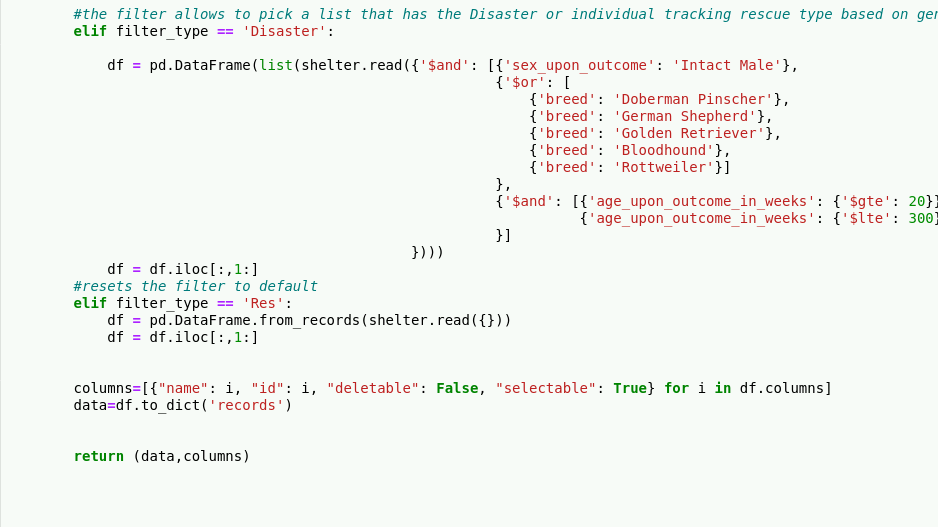 #the filter allows to pick a list that has the Disaster or individual tracking rescue type based on
elif filter_type == 'Disaster':
df = pd.DataFrame(list(shelter.read({'$and': [{'sex_upon_outcome': 'Intact Male'},
{'$or': [
{'breed': 'Doberman Pinscher'},
{'breed': 'German Shepherd'},
{'breed': 'Golden Retriever'},
{'breed': 'Bloodhound'},
{'breed': 'Rottweiler'}]
},
{'$and': [{'age_upon_outcome_in_weeks': {'$gte': 20}}
{'age_upon_outcome_in_weeks': {'$lte': 300}
}]
})))
df = df.iloc[:,1:]
#resets the filter to default
elif filter_type == 'Res':
df = pd.DataFrame.from_records(shelter.read({}))
df = df.iloc[:,1:]
columns=[{"name": i, "id": i, "deletable": False, "selectable": True} for i in df.columns]
data=df.to_dict('records')
return (data,columns)